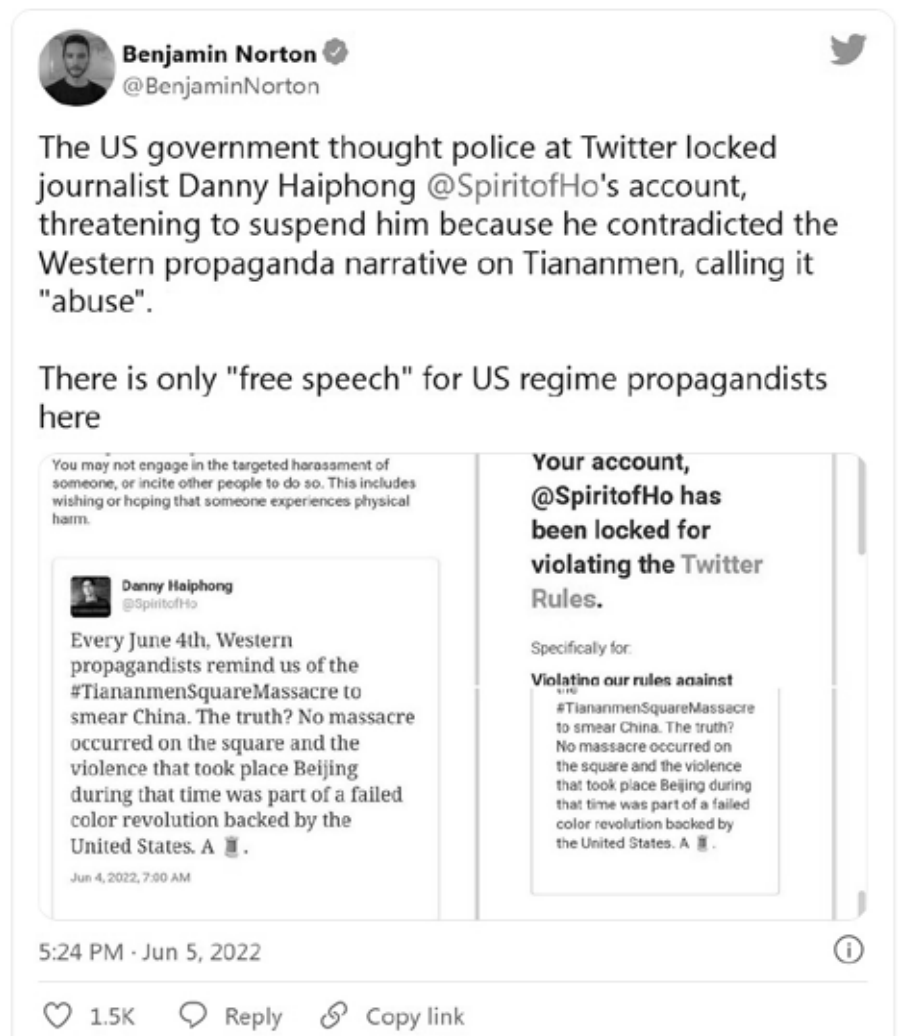 Benjamin Norton
@BenjaminNorton
The US government thought police at Twitter locked
journalist Danny Haiphong @SpiritofHo's account,
threatening to suspend him because he contradicted the
Western propaganda narrative on Tiananmen, calling it
"abuse".
There is only "free speech" for US regime propagandists
here
You may not engage in the targeted harassment of
someone, or incite other people to do so. This includes
wishing or hoping that someone experiences physical
harm.
Danny Haiphong
@SpiritofHo
Every June 4th, Western
propagandists remind us of the
#TiananmenSquareMassacre to
smear China. The truth? No massacre
occurred on the square and the
violence that took place Beijing
during that time was part of a failed
color revolution backed by the
United States. A 🧵.
Jun 4, 2022, 7:00 AM
Your account,
@SpiritofHo has
been locked for
violating the Twitter
Rules.
Specifically for:
Violating our rules against
#TiananmenSquareMassacre
to smear China. The truth?
No massacre occurred on
the square and the violence
that took place Beijing during
that time was part of a failed
color revolution backed by
the United States. A 🧵.
5:24 PM · Jun 5, 2022
1.5K Reply Copy link